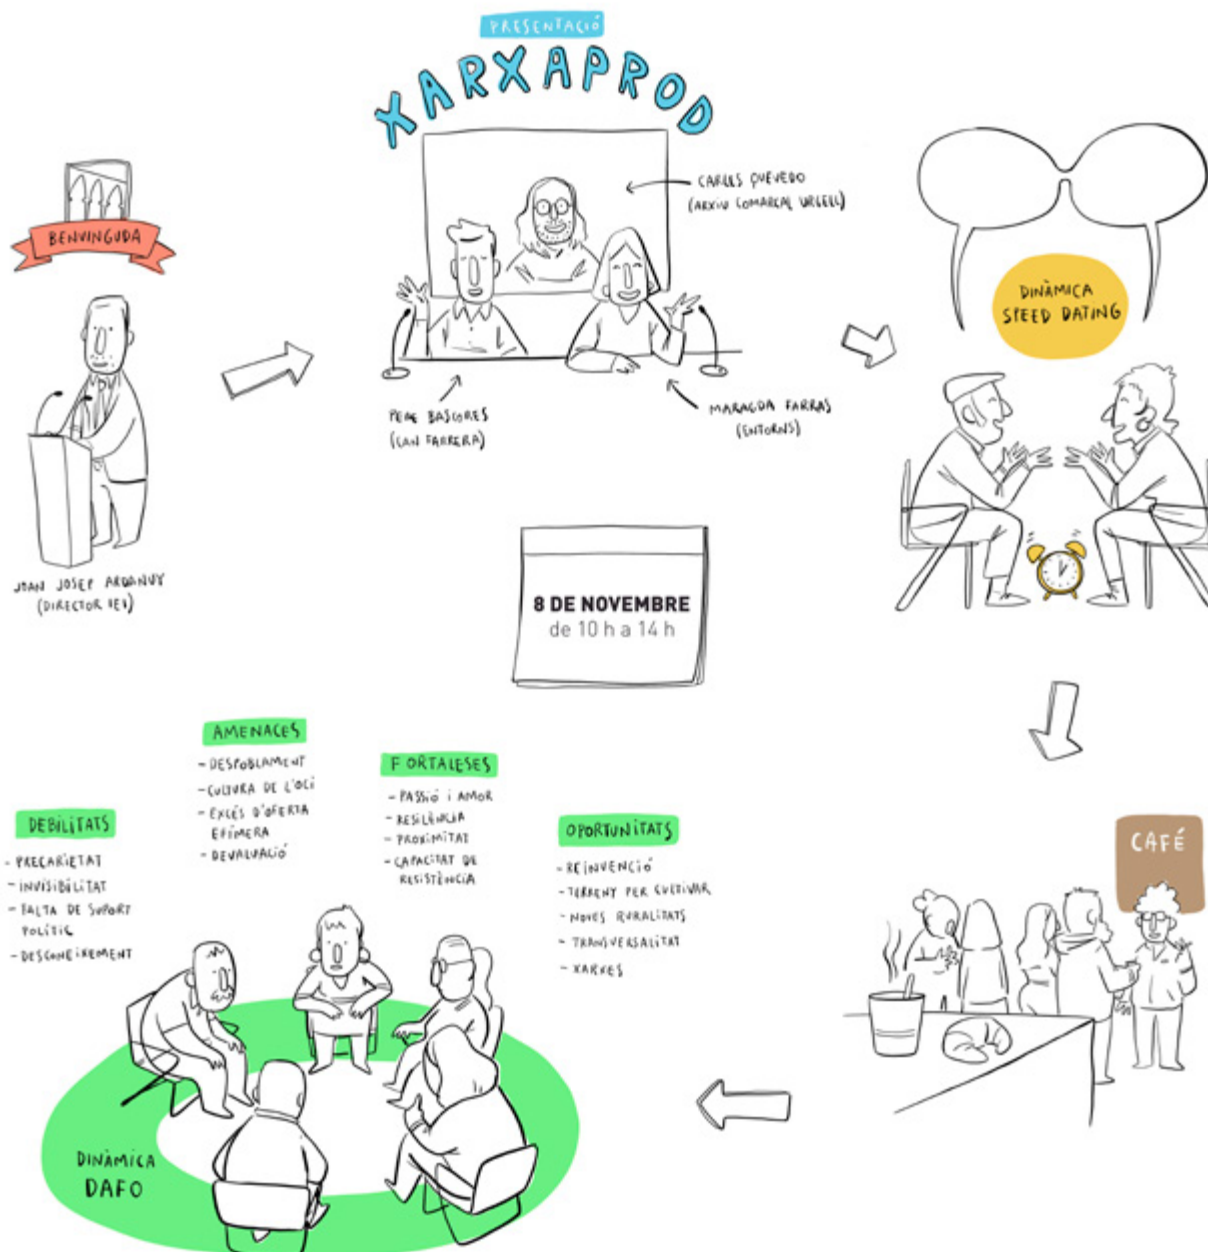 PRESENTACIÓ
XARXAPROD
BENVINGUDA
CARLES QUEVEDO
(ARXIU COMARCAL URGELL)
PERE BASCORES
(CAN FARRERA)
MARAGDA FARRAS
(ENTORNS)
JOAN JOSEP ARDANUY
(DIRECTOR IEI)
DINÀMICA
SPEED DATING
8 DE NOVEMBRE
de 10 h a 14 h
CAFÉ
DEBILITATS
- PRECARIETAT
- INVISIBILITAT
- FALTA DE SUPORT
POLÍTIC
- DESCONEIXEMENT
AMENACES
- DESPOBLAMENT
- CULTURA DE L'OCI
- EXCÉS D'OFERTA
EFÍMERA
- DEVALUACIÓ
FORTALESES
- PASSIÓ I AMOR
- RESILÈNCIA
- PROXIMITAT
- CAPACITAT DE
RESISTÈNCIA
OPORTUNITATS
- REINVENCIÓ
- TERRENY PER CULTIVAR
- NOVES RURALITATS
- TRANSVERSALITAT
- XARXES
DINÀMICA
DAFO